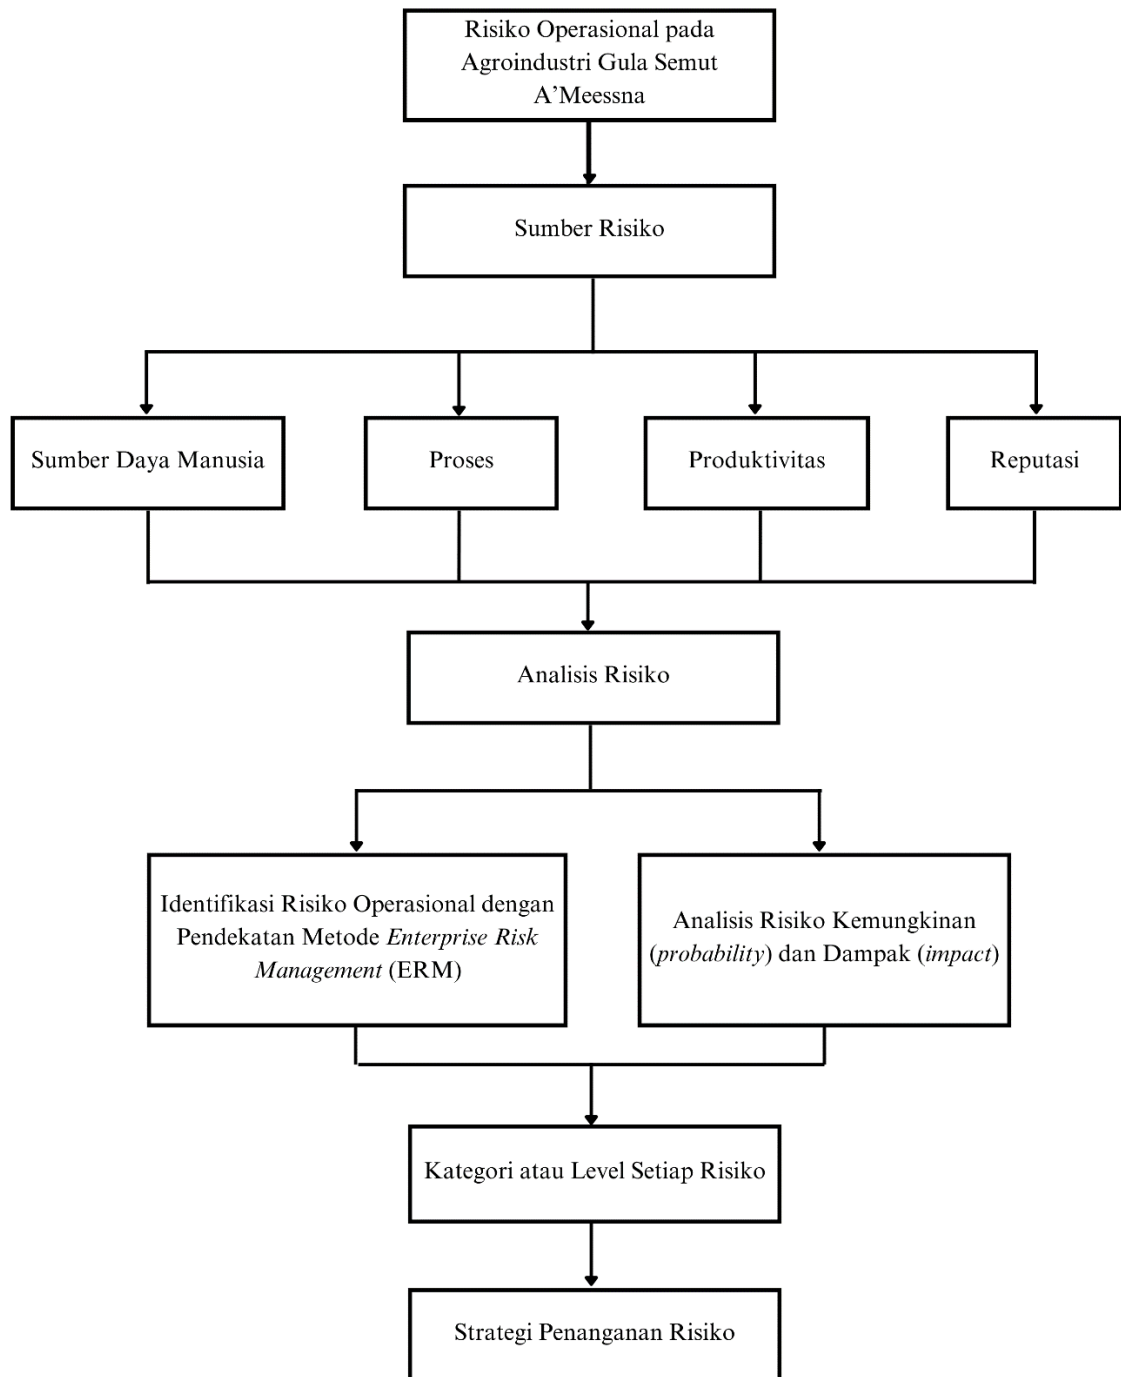 Risiko Operasional pada
Agroindustri Gula Semut
A’Meessna
Sumber Risiko
Sumber Daya Manusia
Proses
Produktivitas
Reputasi
Analisis Risiko
Identifikasi Risiko Operasional dengan
Pendekatan Metode Enterprise Risk
Management (ERM)
Analisis Risiko Kemungkinan
(probability) dan Dampak (impact)
Kategori atau Level Setiap Risiko
Strategi Penanganan Risiko